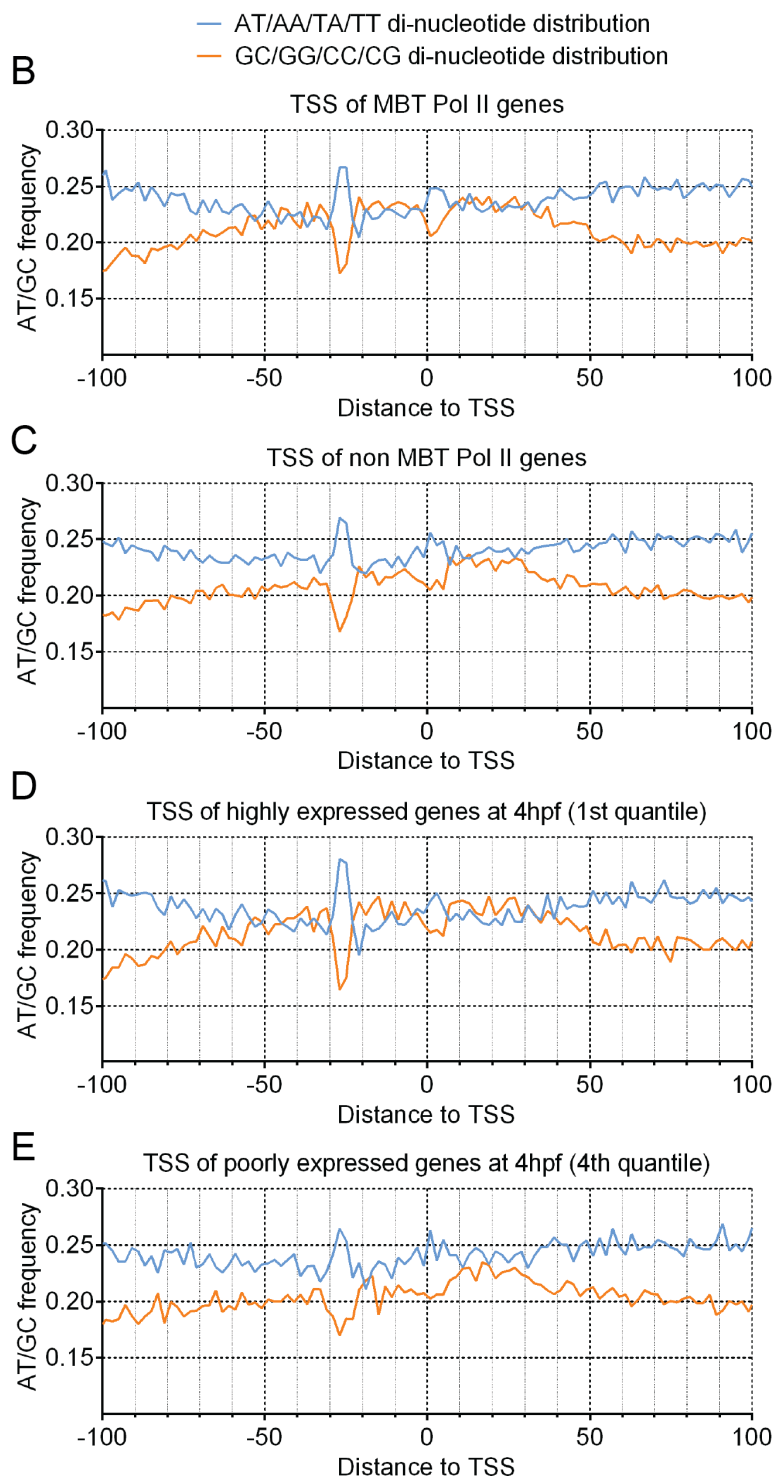 AT/AA/TA/TT di-nucleotide distribution
GC/GG/CC/CG di-nucleotide distribution
B
TSS of MBT Pol II genes
0.30
0.25
0.20
0.15
AT/GC frequency
-100
-50
0
50
100
Distance to TSS
C
TSS of non MBT Pol II genes
0.30
0.25
0.20
0.15
AT/GC frequency
-100
-50
0
50
100
Distance to TSS
D
TSS of highly expressed genes at 4hpf (1st quantile)
0.30
0.25
0.20
0.15
AT/GC frequency
-100
-50
0
50
100
Distance to TSS
E
TSS of poorly expressed genes at 4hpf (4th quantile)
0.30
0.25
0.20
0.15
AT/GC frequency
-100
-50
0
50
100
Distance to TSS